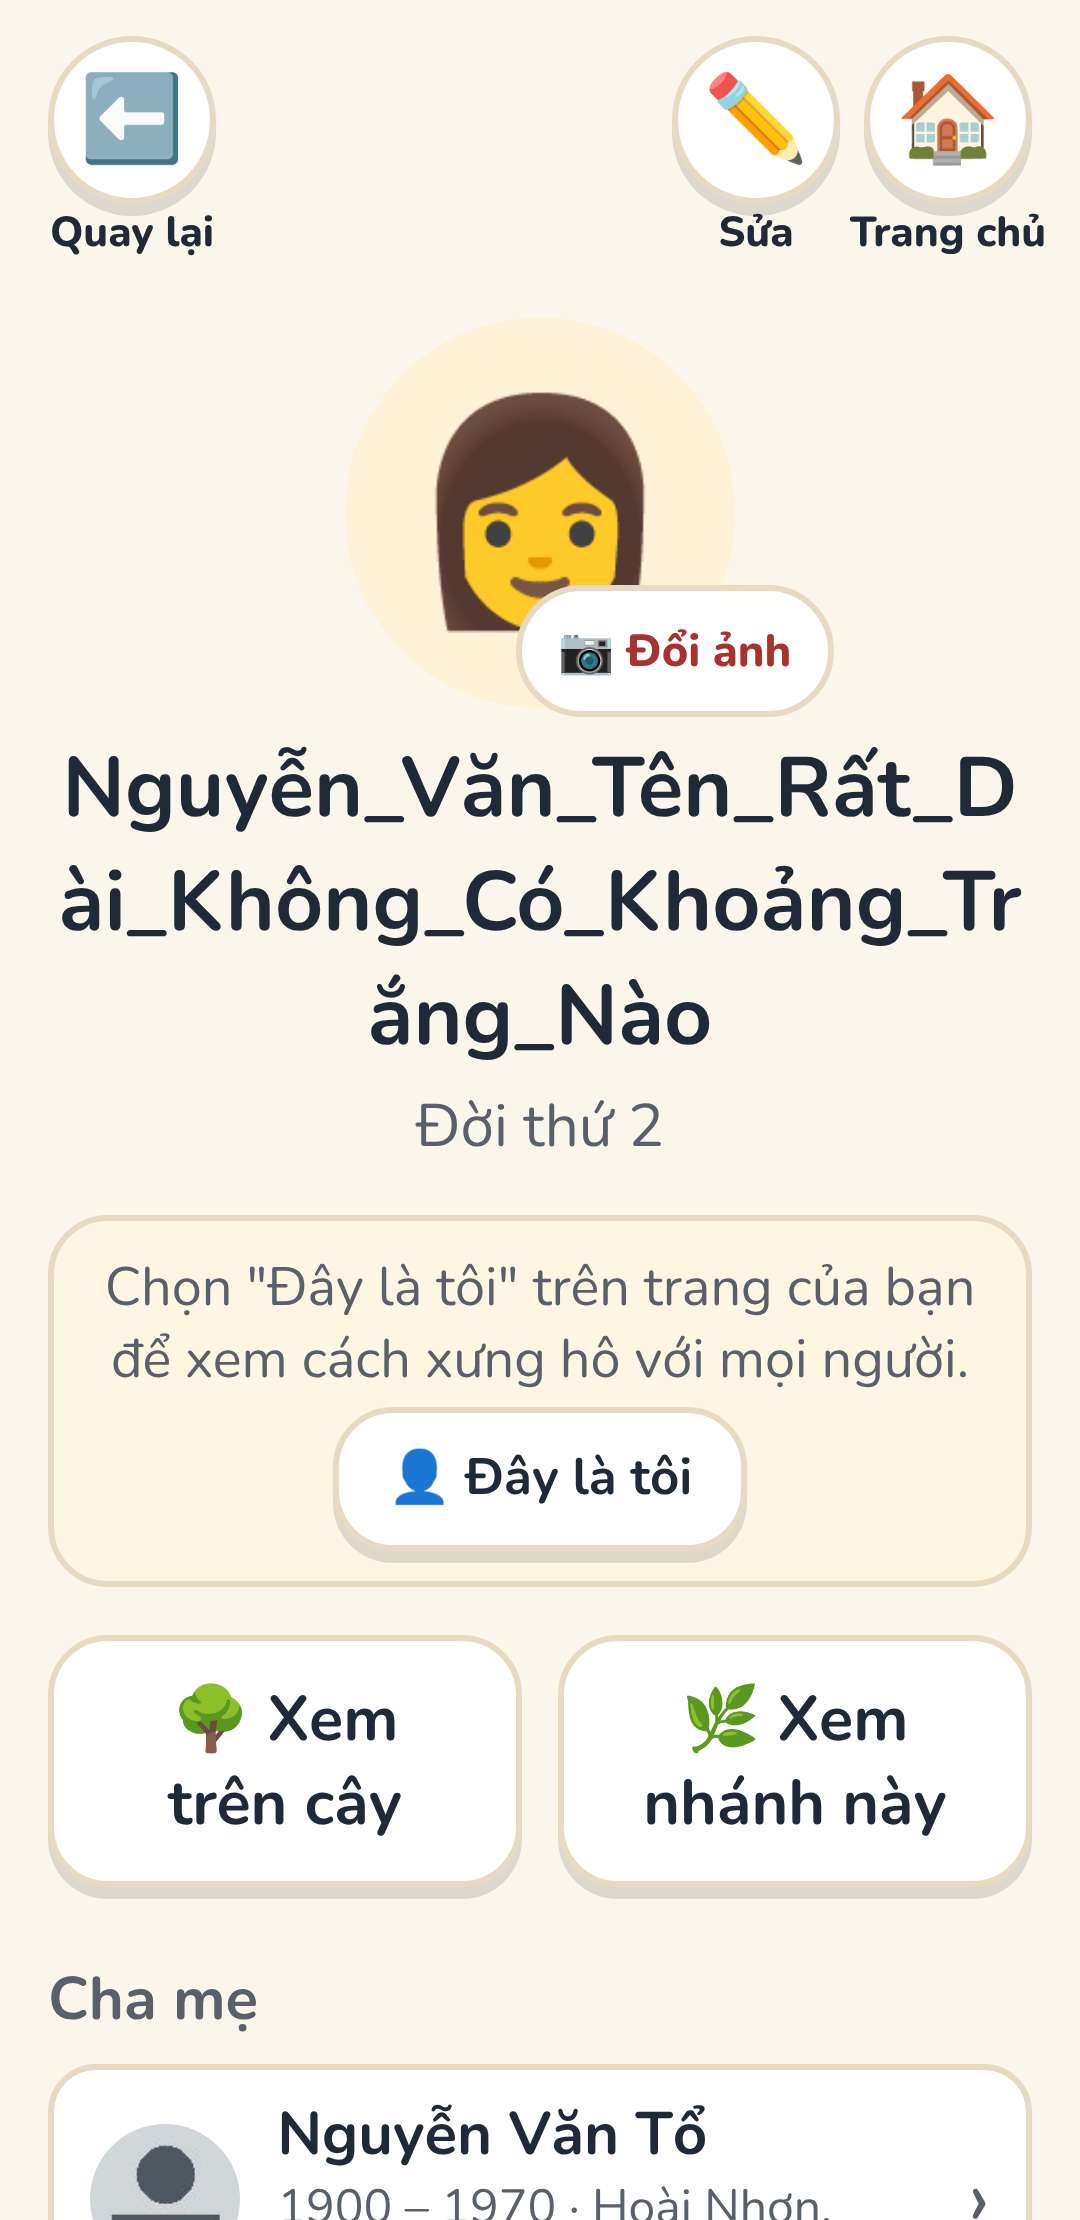 Quay lại
Sửa
Trang chủ
Đổi ảnh
Nguyễn_Văn_Tên_Rất_D
ài_Không_Có_Khoảng_Tr
ắng_Nào
Đời thứ 2
Chọn "Đây là tôi" trên trang của bạn
để xem cách xưng hô với mọi người.
Đây là tôi
Xem
trên cây
Xem
nhánh này
Cha mẹ
Nguyễn Văn Tổ
1900 – 1970 · Hoài Nhơn,